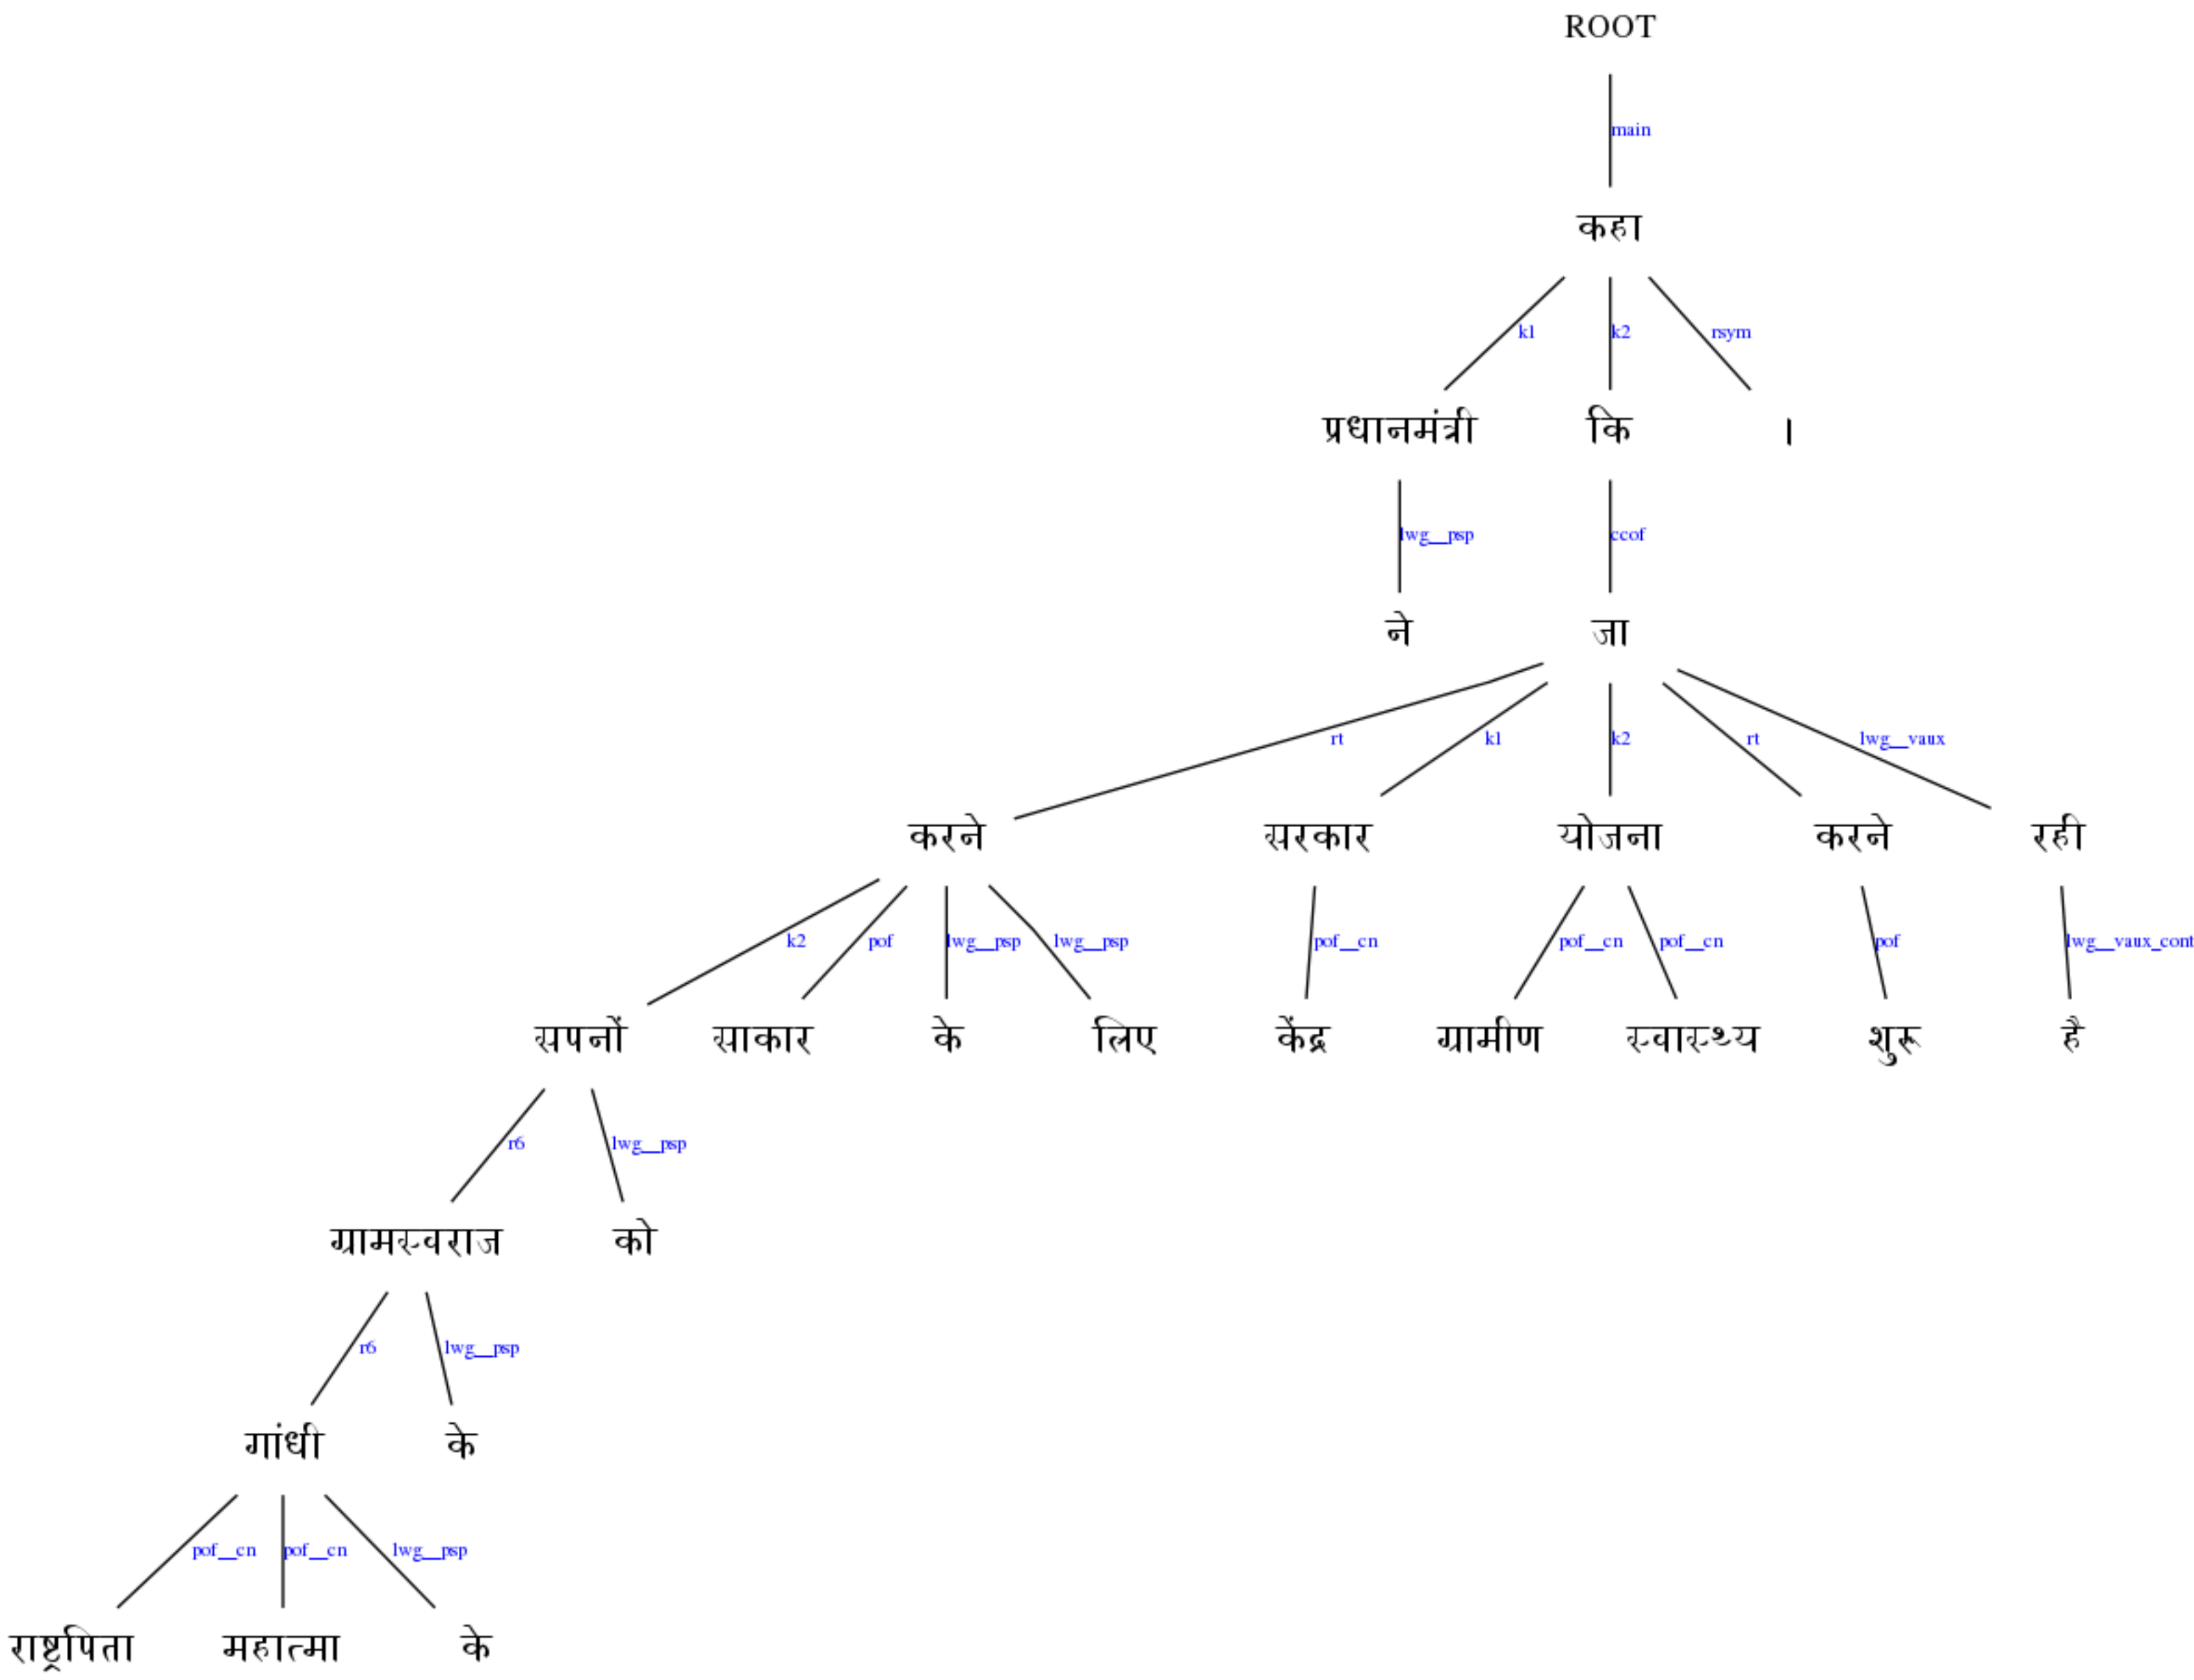 ROOT
main
कहा
k1 k2 rsym
प्रधानमंत्री कि ।
lwg__psp ccof
ने जा
rt k1 k2 rt lwg__vaux
करने सरकार योजना करने रही
k2 pof lwg__psp lwg__psp pof__cn pof__cn pof__cn pof lwg__vaux_cont
सपनों साकार के लिए केंद्र ग्रामीण स्वास्थ्य शुरू है
r6 lwg__psp
ग्रामस्वराज को
r6 lwg__psp
गांधी के
pof__cn pof__cn lwg__psp
राष्ट्रपिता महात्मा के